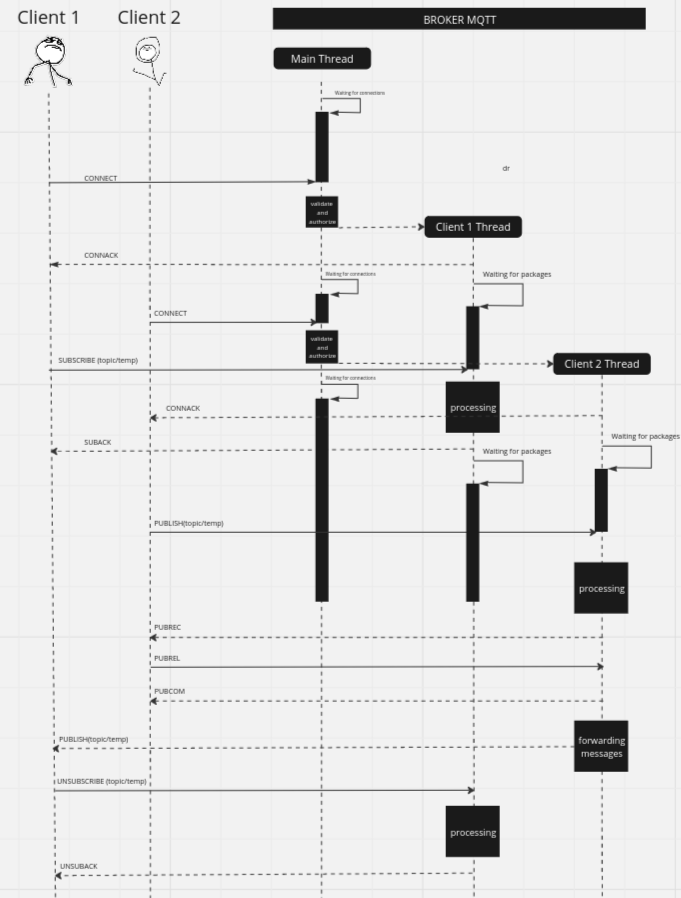 Client 1
Client 2
BROKER MQTT
Main Thread
Waiting for connections
dr
CONNECT
validate
and
authorize
Client 1 Thread
CONNACK
Waiting for connections
Waiting for packages
CONNECT
validate
and
authorize
SUBSCRIBE (topic/temp)
Client 2 Thread
Waiting for connections
CONNACK
processing
SUBACK
Waiting for packages
Waiting for packages
PUBLISH(topic/temp)
processing
PUBREC
PUBREL
PUBCOM
PUBLISH(topic/temp)
forwarding
messages
UNSUBSCRIBE (topic/temp)
processing
UNSUBACK